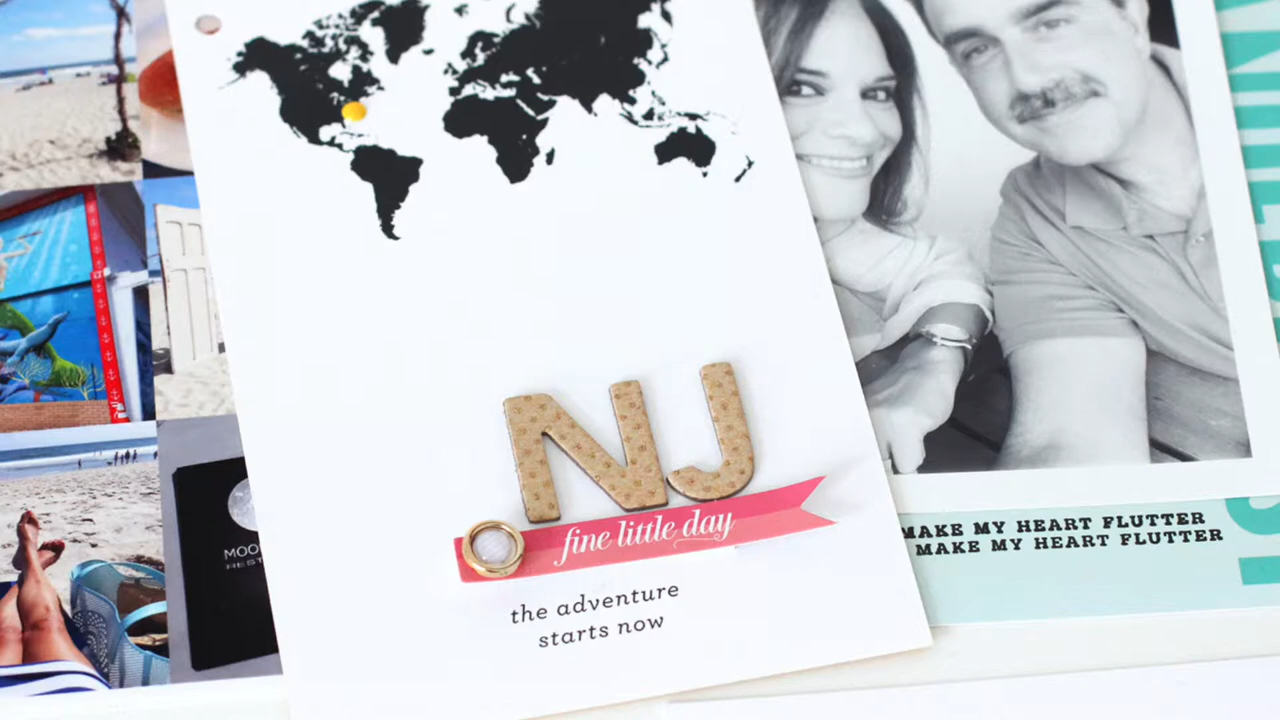 NJ
fine little day
the adventure
starts now
MAKE MY HEART FLUTTER
MAKE MY HEART FLUTTER